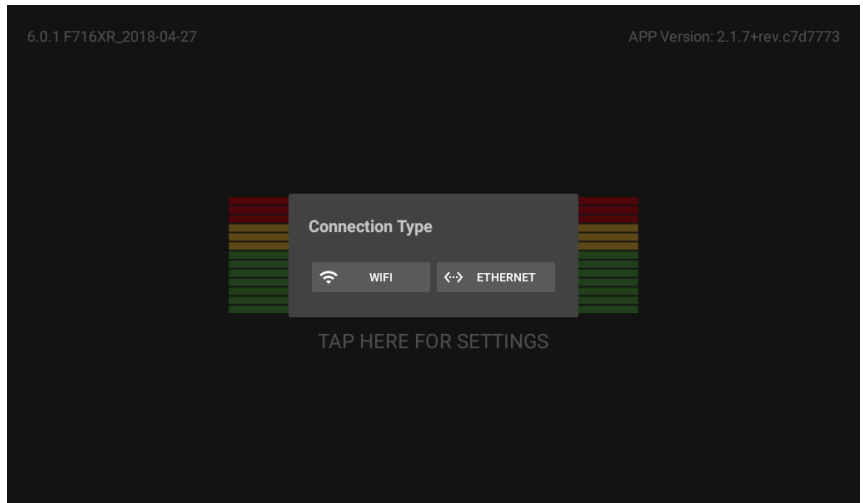 6.0.1 F716XR_2018-04-27
APP Version: 2.1.7+rev.c7d7773
Connection Type
WIFI
ETHERNET
TAP HERE FOR SETTINGS